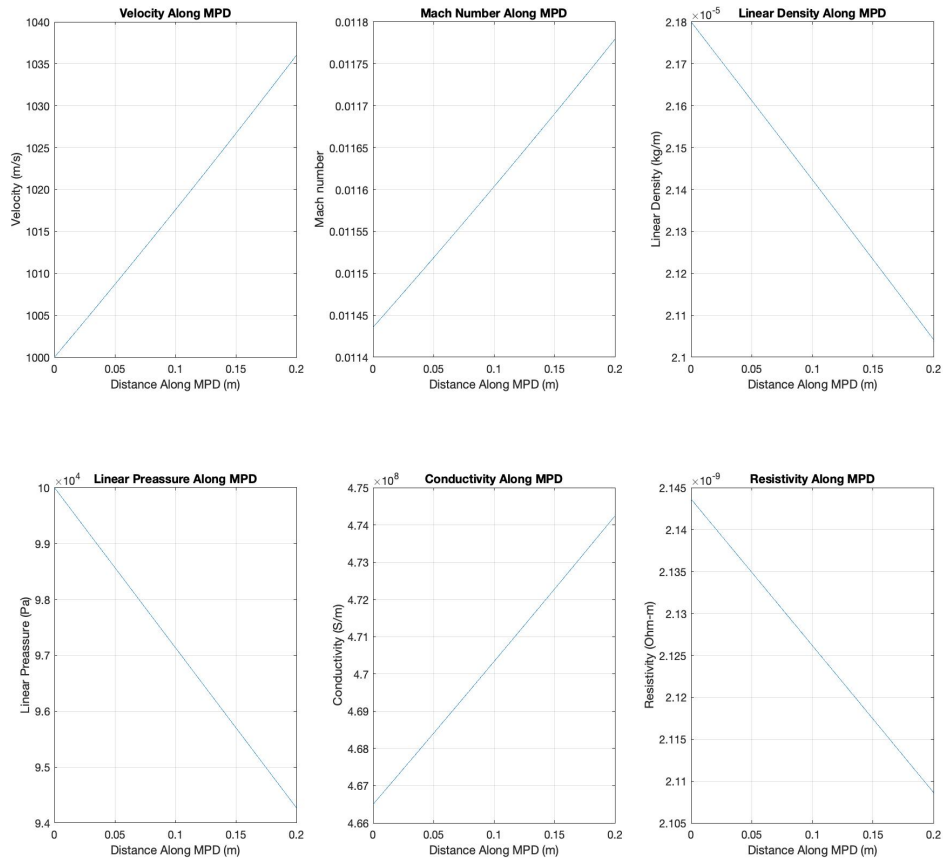 Velocity Along MPD
1040
1035
1030
1025
1020
1015
1010
1005
1000
Velocity (m/s)
0 0.05 0.1 0.15 0.2
Distance Along MPD (m)
Mach Number Along MPD
0.0118
0.01175
0.0117
0.01165
0.0116
0.01155
0.0115
0.01145
0.0114
Mach number
0 0.05 0.1 0.15 0.2
Distance Along MPD (m)
Linear Density Along MPD
×10⁻⁵
2.18
2.17
2.16
2.15
2.14
2.13
2.12
2.11
2.1
Linear Density (kg/m)
0 0.05 0.1 0.15 0.2
Distance Along MPD (m)
Linear Preassure Along MPD
×10⁴
10
9.9
9.8
9.7
9.6
9.5
9.4
Linear Preassure (Pa)
0 0.05 0.1 0.15 0.2
Distance Along MPD (m)
Conductivity Along MPD
×10⁸
4.75
4.74
4.73
4.72
4.71
4.7
4.69
4.68
4.67
4.66
Conductivity (S/m)
0 0.05 0.1 0.15 0.2
Distance Along MPD (m)
Resistivity Along MPD
×10⁻⁹
2.145
2.14
2.135
2.13
2.125
2.12
2.115
2.11
2.105
Resistivity (Ohm-m)
0 0.05 0.1 0.15 0.2
Distance Along MPD (m)